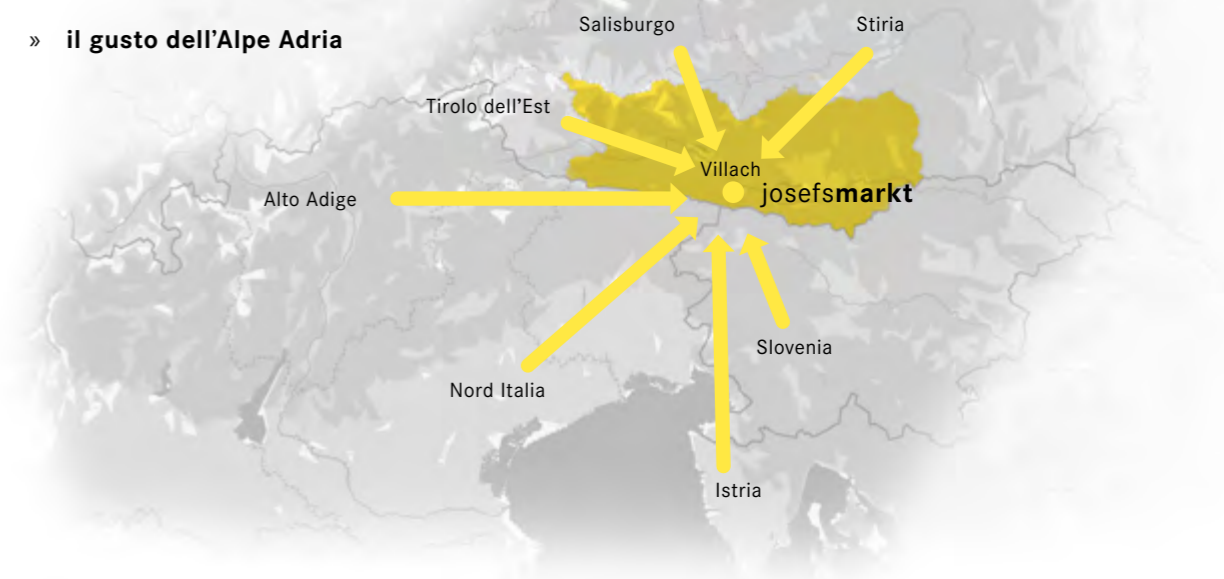 » il gusto dell'Alpe Adria
Salisburgo
Stiria
Tirolo dell'Est
Villach
Alto Adige
josefsmarkt
Slovenia
Nord Italia
Istria